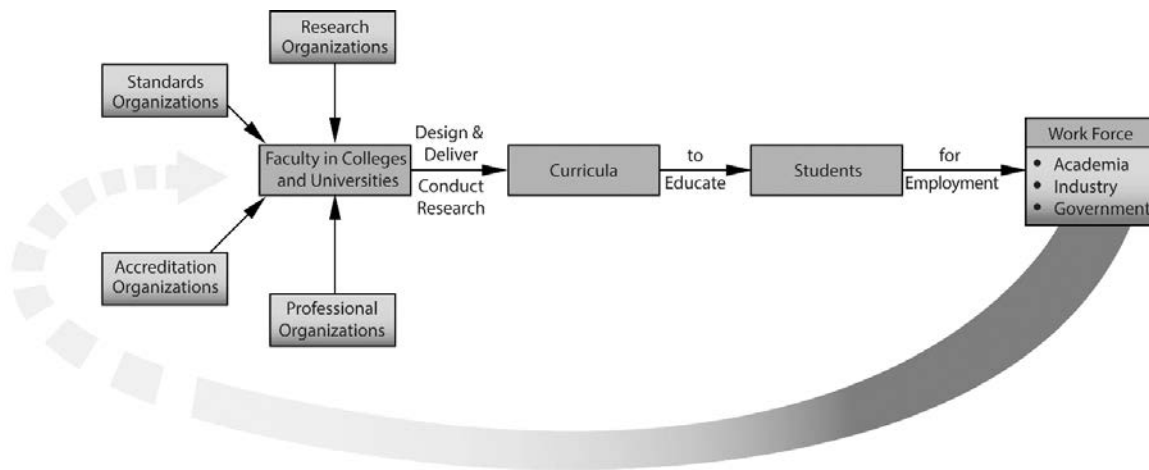 Research
Organizations
Standards
Organizations
Design &
Deliver
Faculty in Colleges
and Universities
Conduct
Research
Curricula
to
Educate
Students
for
Employment
Work Force
• Academia
• Industry
• Government
Accreditation
Organizations
Professional
Organizations